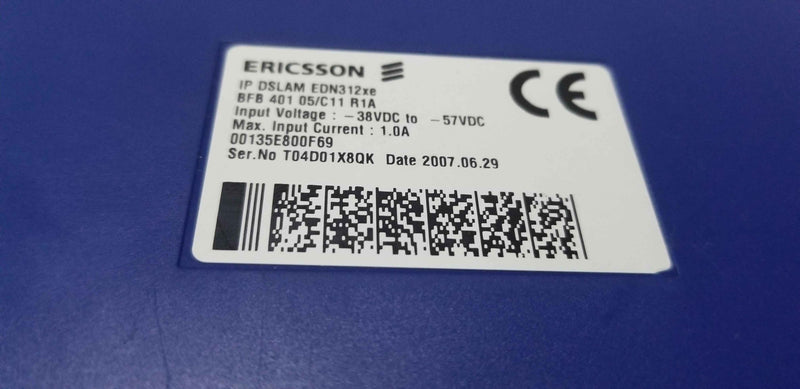 ERICSSON
IP DSLAM EDN312xe
BFB 401 05/C11 R1A
Input Voltage : -38VDC to -57VDC
Max. Input Current : 1.0A
00135E800F69
Ser.No T04D01X8QK Date 2007.06.29
CE